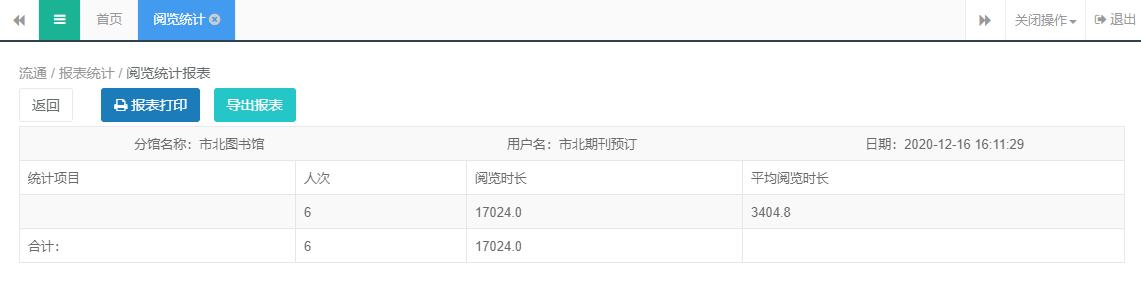 首页 阅览统计 关闭操作 退出
流通 / 报表统计 / 阅览统计报表
返回 报表打印 导出报表
分馆名称：市北图书馆 用户名：市北期刊预订 日期：2020-12-16 16:11:29
统计项目 人次 阅览时长 平均阅览时长
6 17024.0 3404.8
合计： 6 17024.0